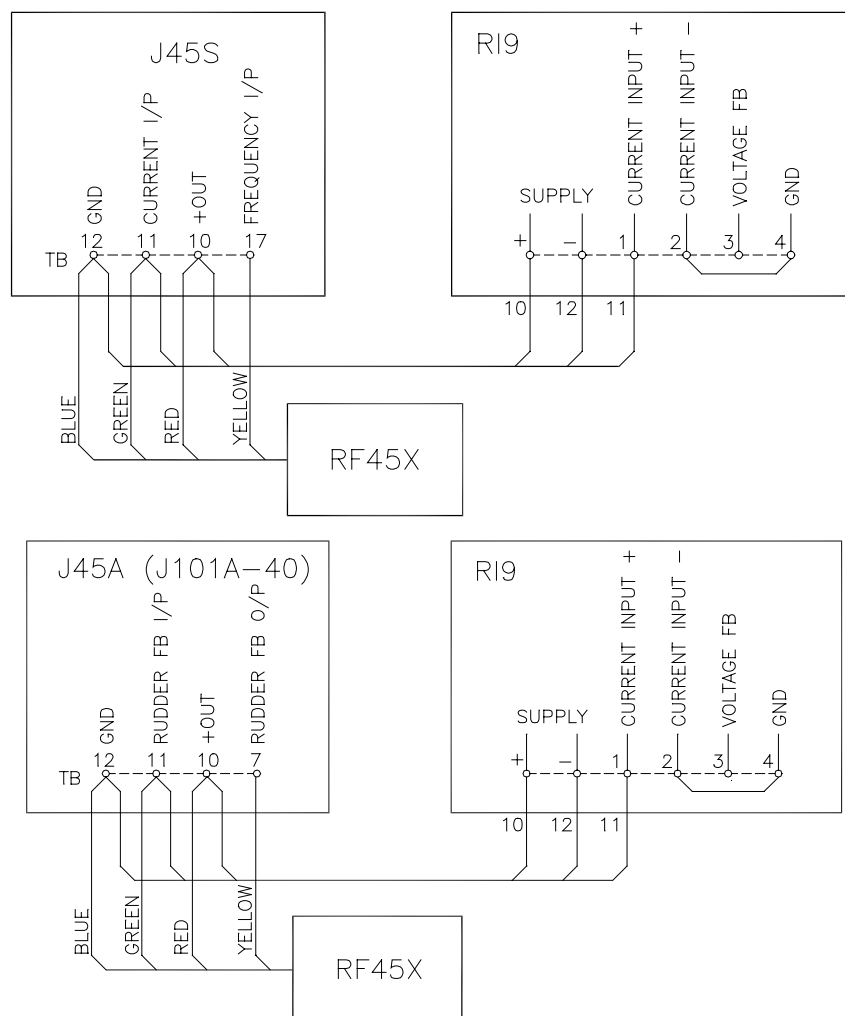 J45S
GND
CURRENT I/P
+OUT
FREQUENCY I/P
TB
12
11
10
17
BLUE
GREEN
RED
YELLOW
RF45X
RI9
SUPPLY
CURRENT INPUT +
CURRENT INPUT -
VOLTAGE FB
GND
+
-
1
2
3
4
10
12
11
J45A (J101A-40)
GND
RUDDER FB I/P
+OUT
RUDDER FB O/P
TB
12
11
10
7
BLUE
GREEN
RED
YELLOW
RF45X
RI9
SUPPLY
CURRENT INPUT +
CURRENT INPUT -
VOLTAGE FB
GND
+
-
1
2
3
4
10
12
11